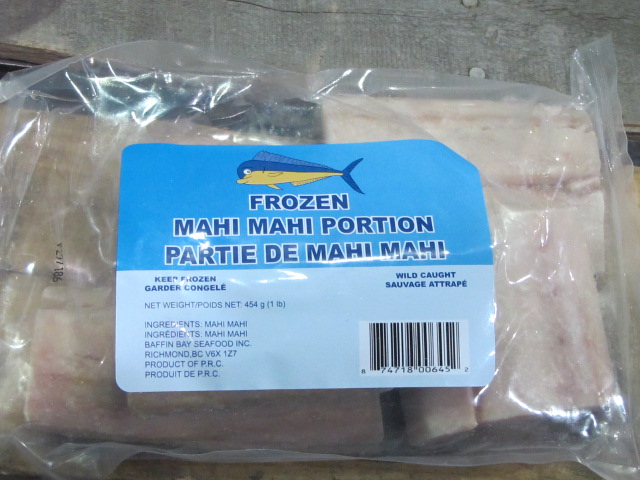 FROZEN
MAHI MAHI PORTION
PARTIE DE MAHI MAHI
KEEP FROZEN
GARDER CONGELÉ
WILD CAUGHT
SAUVAGE ATTRAPÉ
NET WEIGHT/POIDS NET: 454 g (1 lb)
INGREDIENTS: MAHI MAHI
INGRÉDIENTS: MAHI MAHI
BAFFIN BAY SEAFOOD INC.
RICHMOND,BC V6X 1Z7
PRODUCT OF P.R.C.
PRODUIT DE P.R.C.
8 74718 00645 2